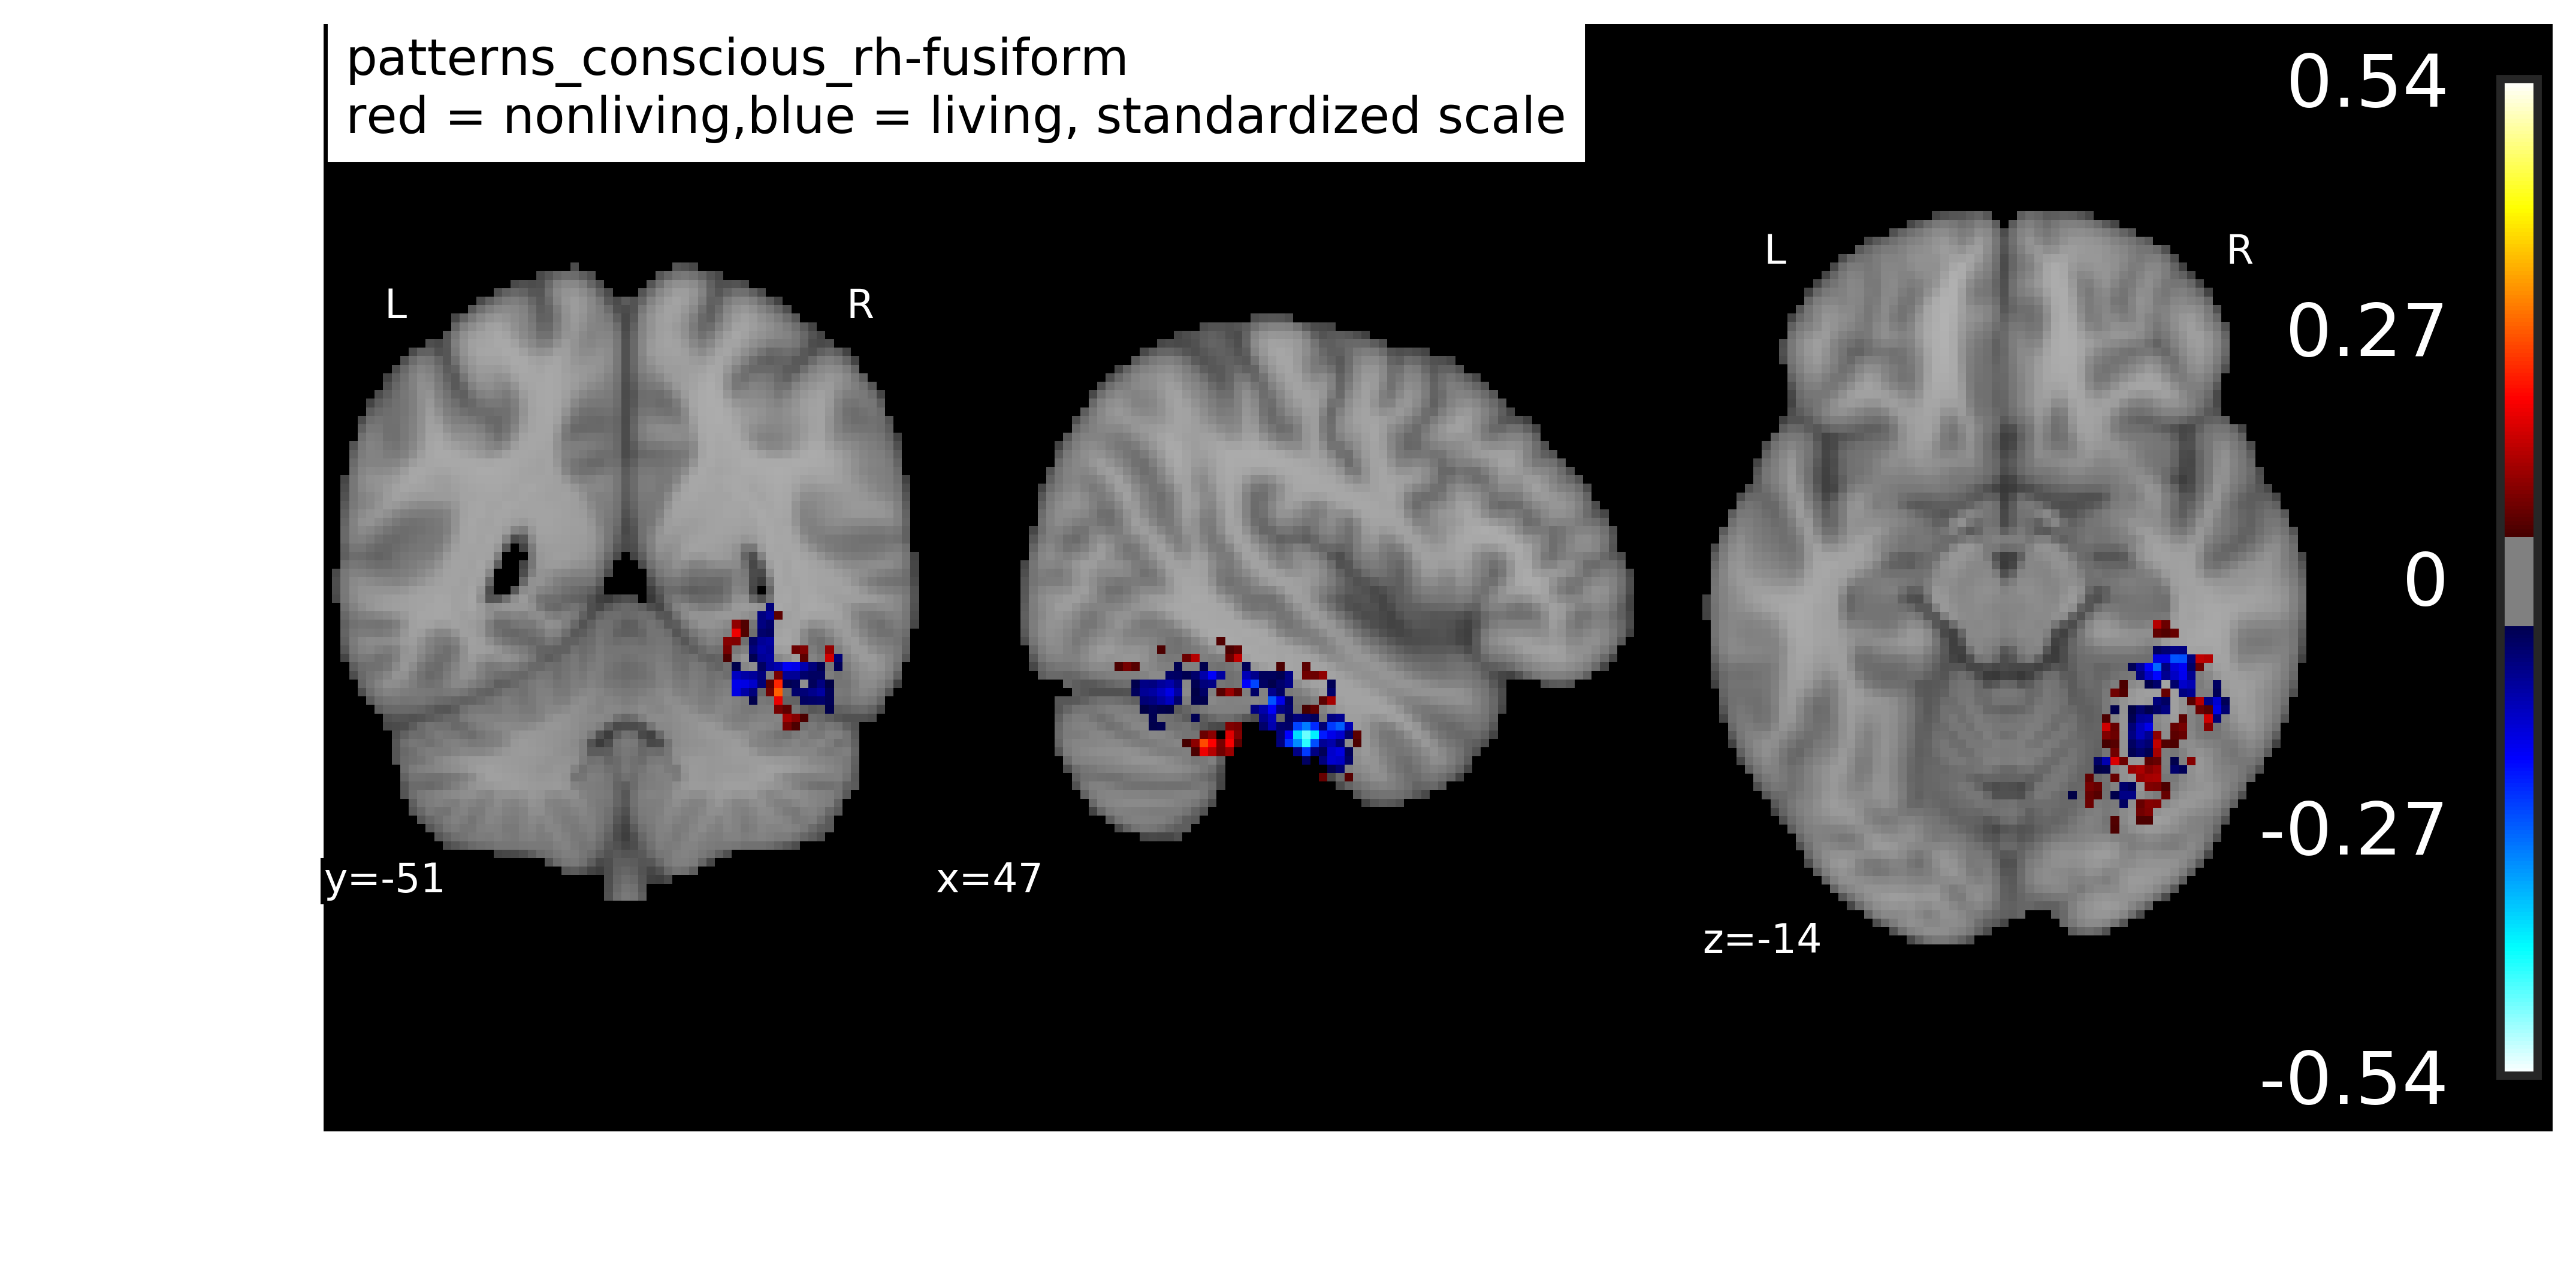 patterns_conscious_rh-fusiform
red = nonliving,blue = living, standardized scale
L
R
y=-51
x=47
L
R
z=-14
0.54
0.27
0
-0.27
-0.54